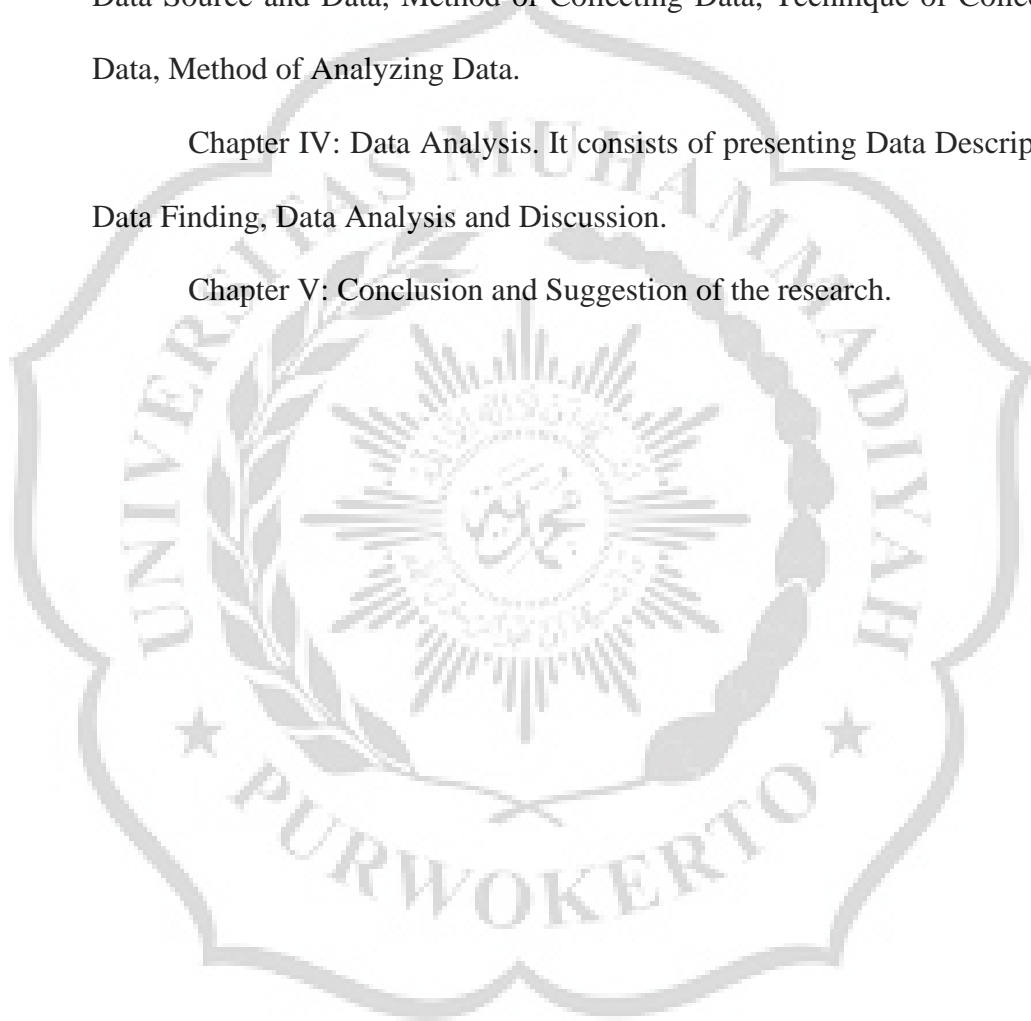 Data Source and Data, Method of Collecting Data, Technique of
Data, Method of Analyzing Data.
Chapter IV: Data Analysis. It consists of presenting Data
Data Finding, Data Analysis and Discussion.
Chapter V: Conclusion and Suggestion of the research.
UNIVERSITAS MUHAMMADIYAH
PURWOKERTO